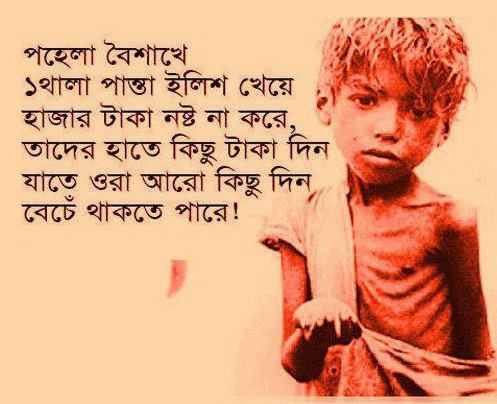 পহেলা বৈশাখে
১থালা পান্তা ইলিশ খেয়ে
হাজার টাকা নষ্ট না করে,
তাদের হাতে কিছু টাকা দিন
যাতে ওরা আরো কিছু দিন
বেচেঁ থাকতে পারে!